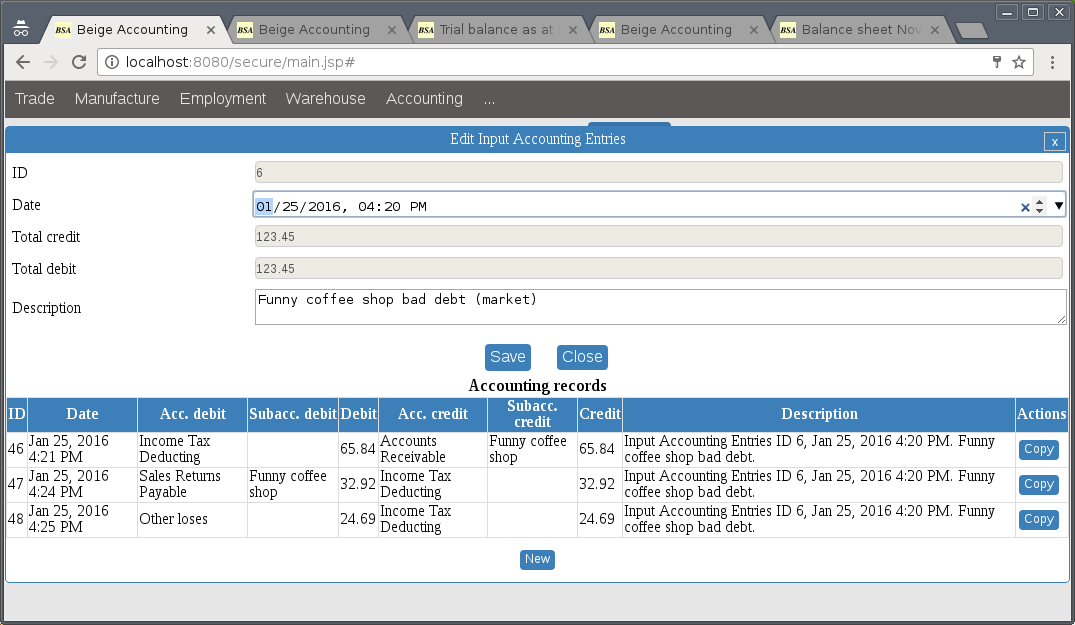 BSA Beige Accounting
BSA Beige Accounting
BSA Trial balance as at
BSA Beige Accounting
BSA Balance sheet Nov
localhost:8080/secure/main.jsp#
Trade Manufacture Employment Warehouse Accounting ...
Edit Input Accounting Entries x
ID 6
Date 01/25/2016, 04:20 PM
Total credit 123.45
Total debit 123.45
Description Funny coffee shop bad debt (market)
Save Close
Accounting records
ID Date Acc. debit Subacc. debit Debit Acc. credit Subacc. credit Credit Description Actions
46 Jan 25, 2016 4:21 PM Income Tax Deducting 65.84 Accounts Receivable Funny coffee shop 65.84 Input Accounting Entries ID 6, Jan 25, 2016 4:20 PM. Funny coffee shop bad debt. Copy
47 Jan 25, 2016 4:24 PM Sales Returns Payable Funny coffee shop 32.92 Income Tax Deducting 32.92 Input Accounting Entries ID 6, Jan 25, 2016 4:20 PM. Funny coffee shop bad debt. Copy
48 Jan 25, 2016 4:25 PM Other loses 24.69 Income Tax Deducting 24.69 Input Accounting Entries ID 6, Jan 25, 2016 4:20 PM. Funny coffee shop bad debt. Copy
New